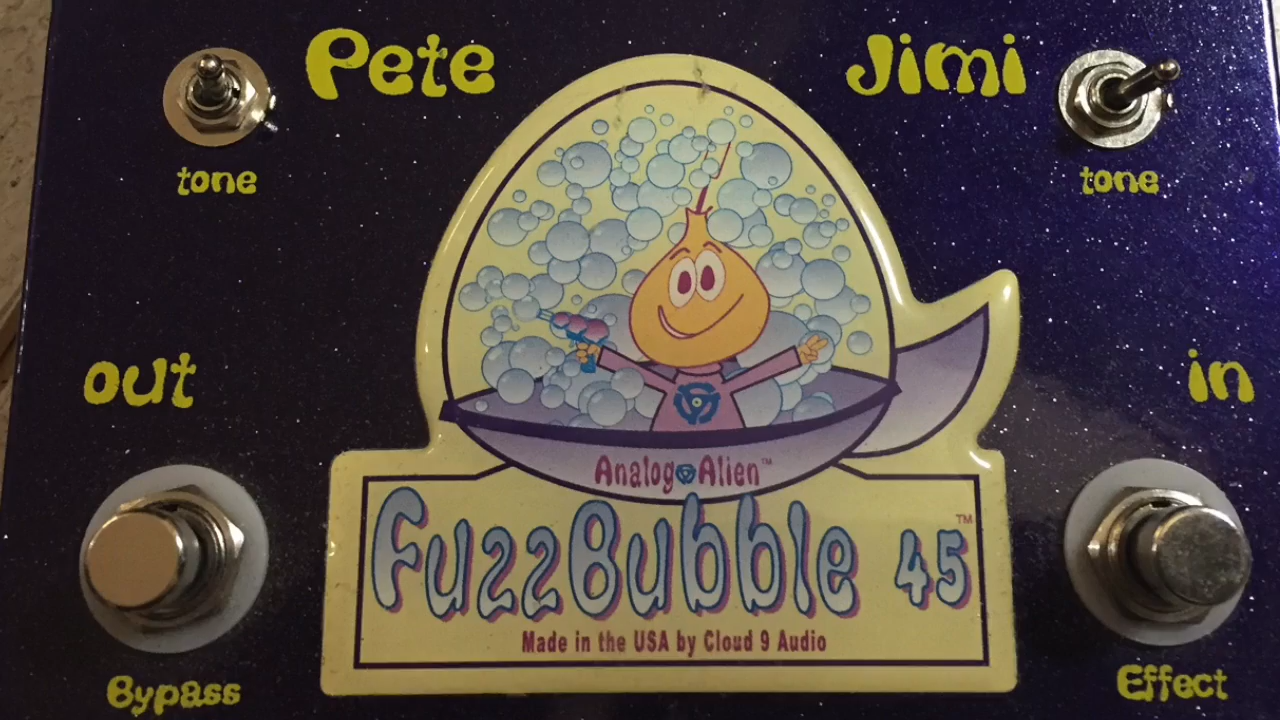 Pete
Jimi
tone
tone
out
in
Analog Alien™
FuzzBubble 45™
Made in the USA by Cloud 9 Audio
Bypass
Effect